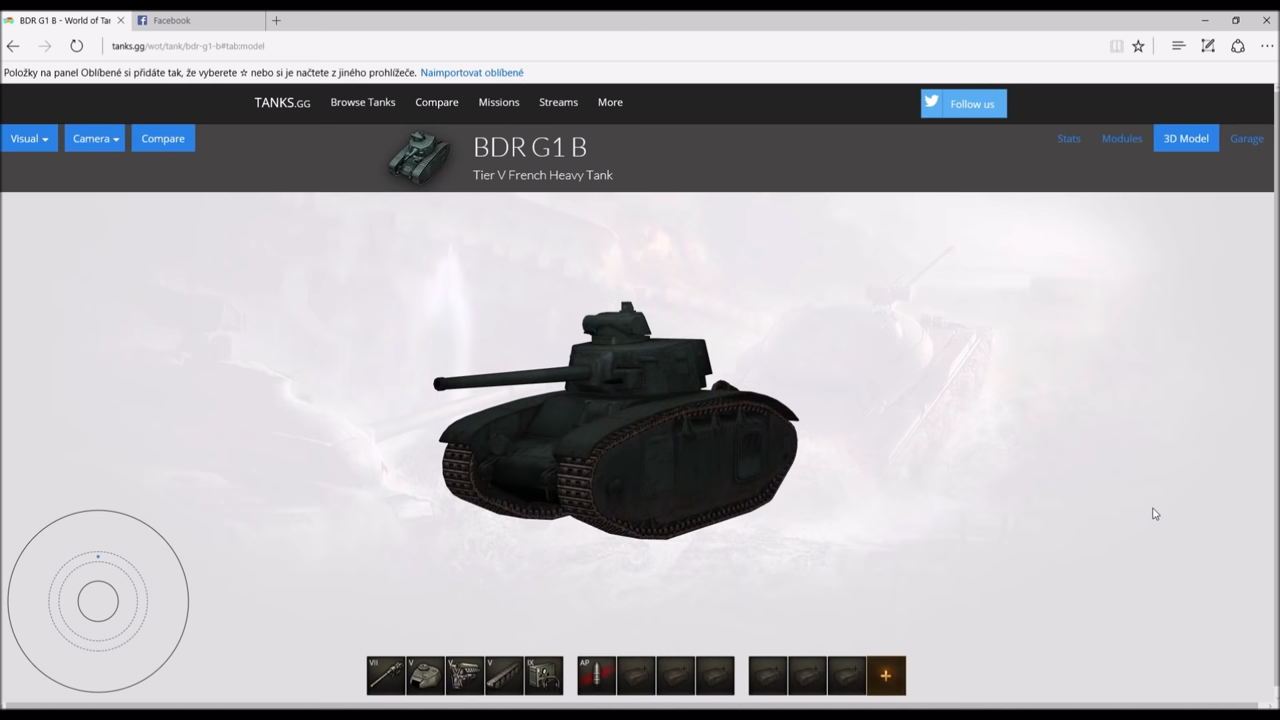 BDR G1 B - World of Ta
Facebook
tanks.gg/wot/tank/bdr-g1-b#tab:model
Položky na panel Oblíbené si přidáte tak, že vyberete ☆ nebo si je načtete z jiného prohlížeče. Naimportovat oblíbené
TANKS.GG Browse Tanks Compare Missions Streams More Follow us
Visual Camera Compare
BDR G1 B
Tier V French Heavy Tank
Stats Modules 3D Model Garage
VII V V V IX AP